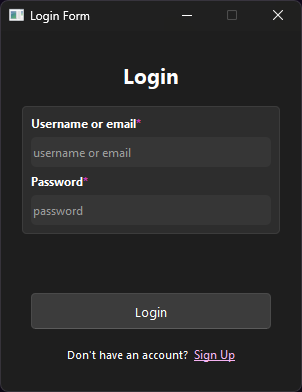 Login Form
Login
Username or email*
username or email
Password*
password
Login
Don't have an account? Sign Up